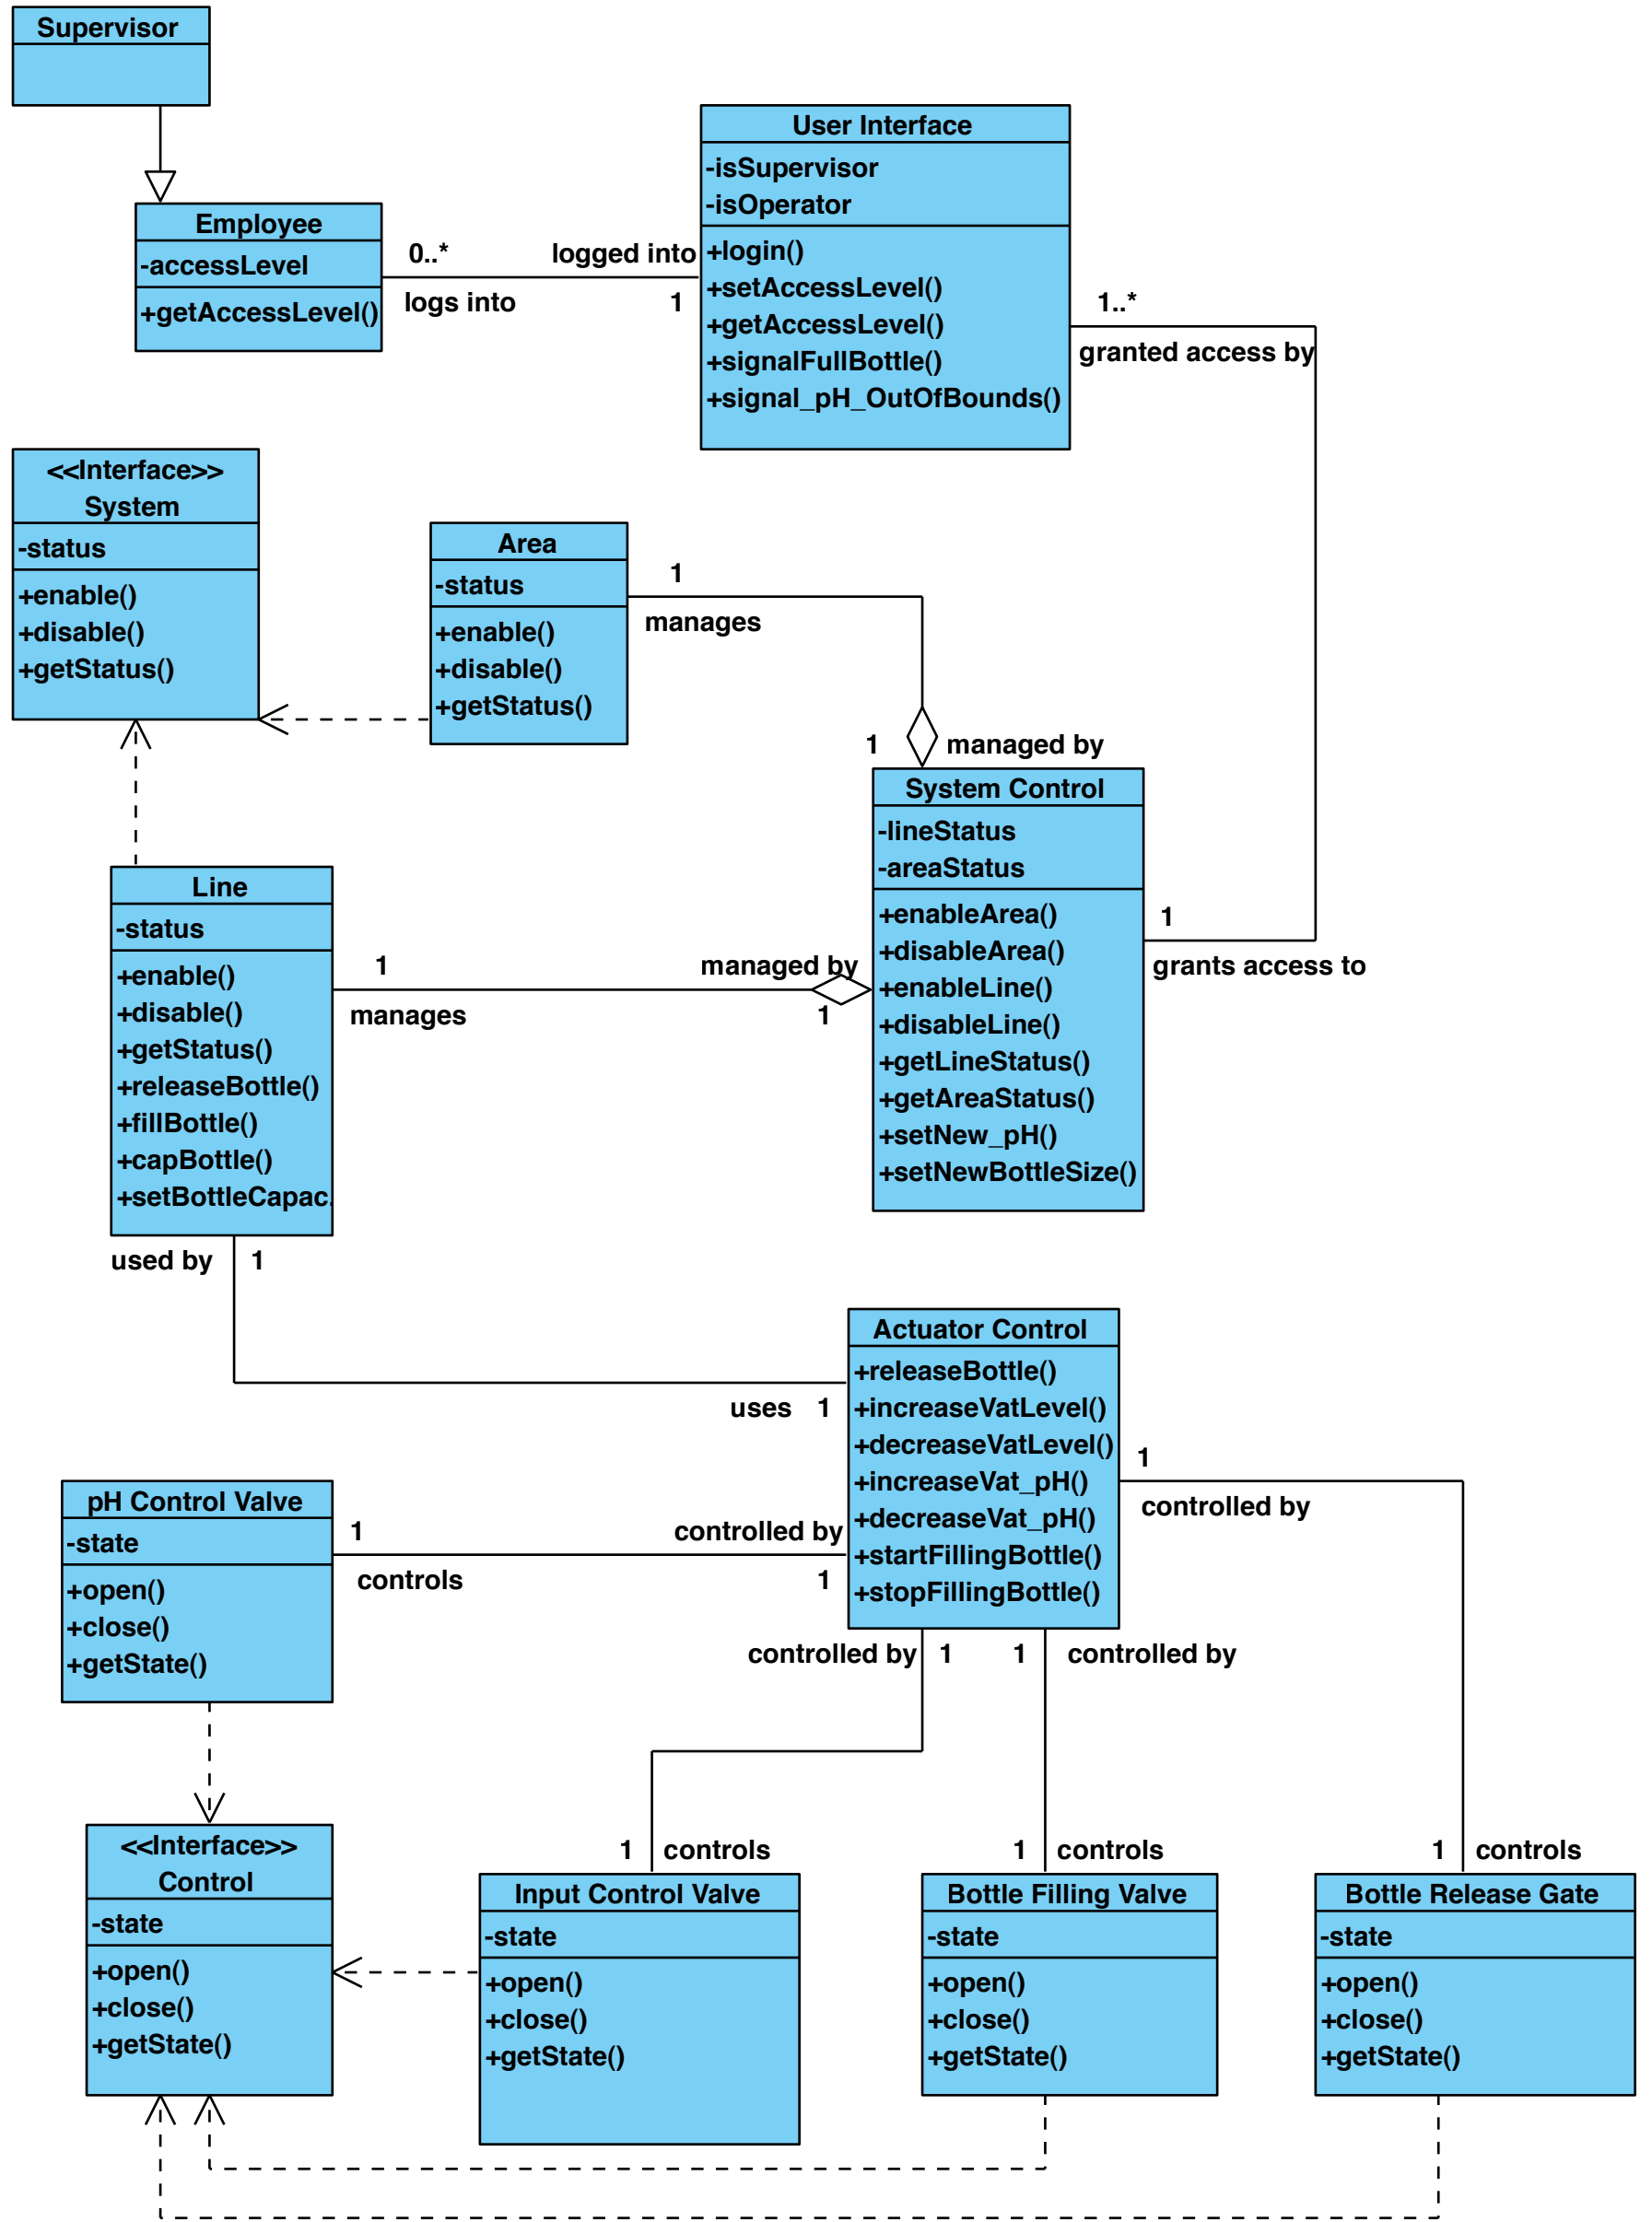 Supervisor
User Interface
-isSupervisor
-isOperator
+login()
+setAccessLevel()
+getAccessLevel()
+signalFullBottle()
+signal_pH_OutOfBounds()
Employee
-accessLevel
+getAccessLevel()
0..*
logged into
logs into
1
1..*
granted access by
<<Interface>>
System
-status
+enable()
+disable()
+getStatus()
Area
-status
+enable()
+disable()
+getStatus()
1
manages
1
managed by
System Control
-lineStatus
-areaStatus
+enableArea()
+disableArea()
+enableLine()
+disableLine()
+getLineStatus()
+getAreaStatus()
+setNew_pH()
+setNewBottleSize()
1
grants access to
Line
-status
+enable()
+disable()
+getStatus()
+releaseBottle()
+fillBottle()
+capBottle()
+setBottleCapac.
1
managed by
manages
1
used by
1
Actuator Control
+releaseBottle()
+increaseVatLevel()
+decreaseVatLevel()
+increaseVat_pH()
+decreaseVat_pH()
+startFillingBottle()
+stopFillingBottle()
uses
1
1
controlled by
pH Control Valve
-state
+open()
+close()
+getState()
1
controlled by
controls
1
controlled by
1
1
controlled by
<<Interface>>
Control
-state
+open()
+close()
+getState()
1
controls
1
controls
1
controls
Input Control Valve
-state
+open()
+close()
+getState()
Bottle Filling Valve
-state
+open()
+close()
+getState()
Bottle Release Gate
-state
+open()
+close()
+getState()